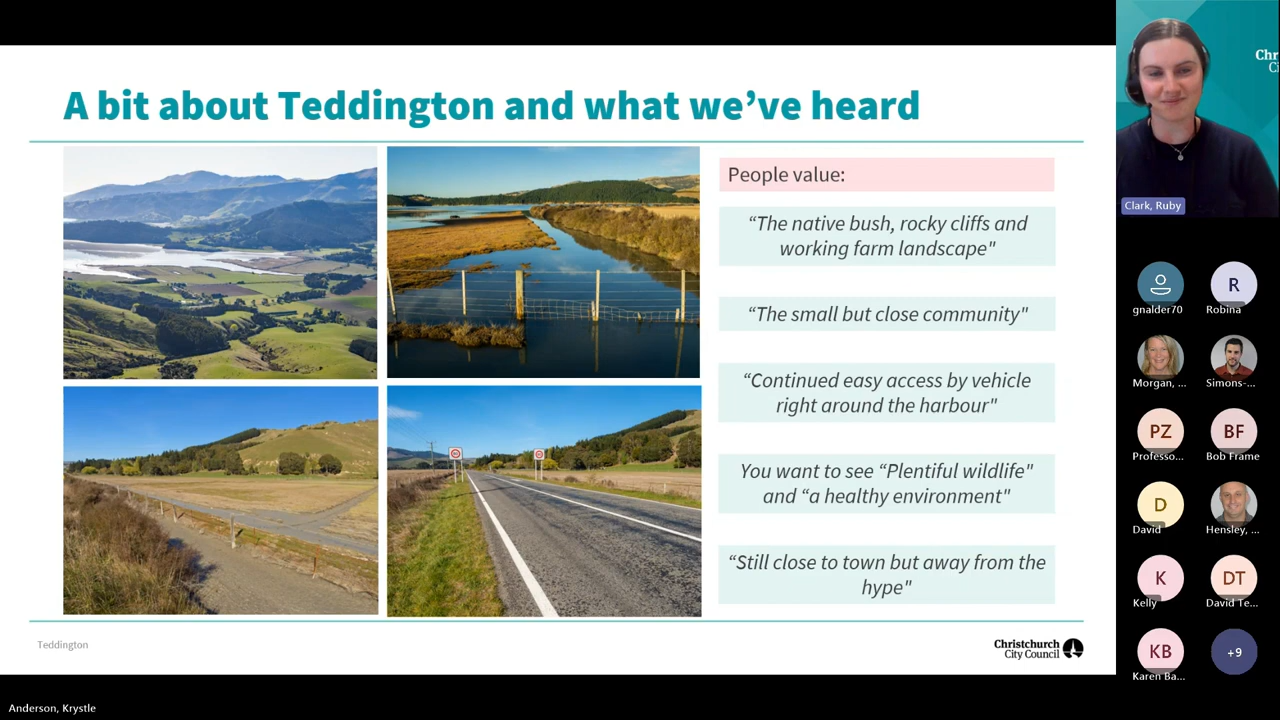 A bit about Teddington and what we’ve heard
People value:
“The native bush, rocky cliffs and
working farm landscape"
“The small but close community"
“Continued easy access by vehicle
right around the harbour"
You want to see “Plentiful wildlife"
and “a healthy environment"
“Still close to town but away from the
hype"
Teddington
Christchurch
City Council
Anderson, Krystle
Clark, Ruby
gnalder70
R
Robina
Morgan, ...
Simons-...
PZ
Professo...
BF
Bob Frame
D
David
Hensley, ...
K
Kelly
DT
David Te...
KB
Karen Ba...
+9